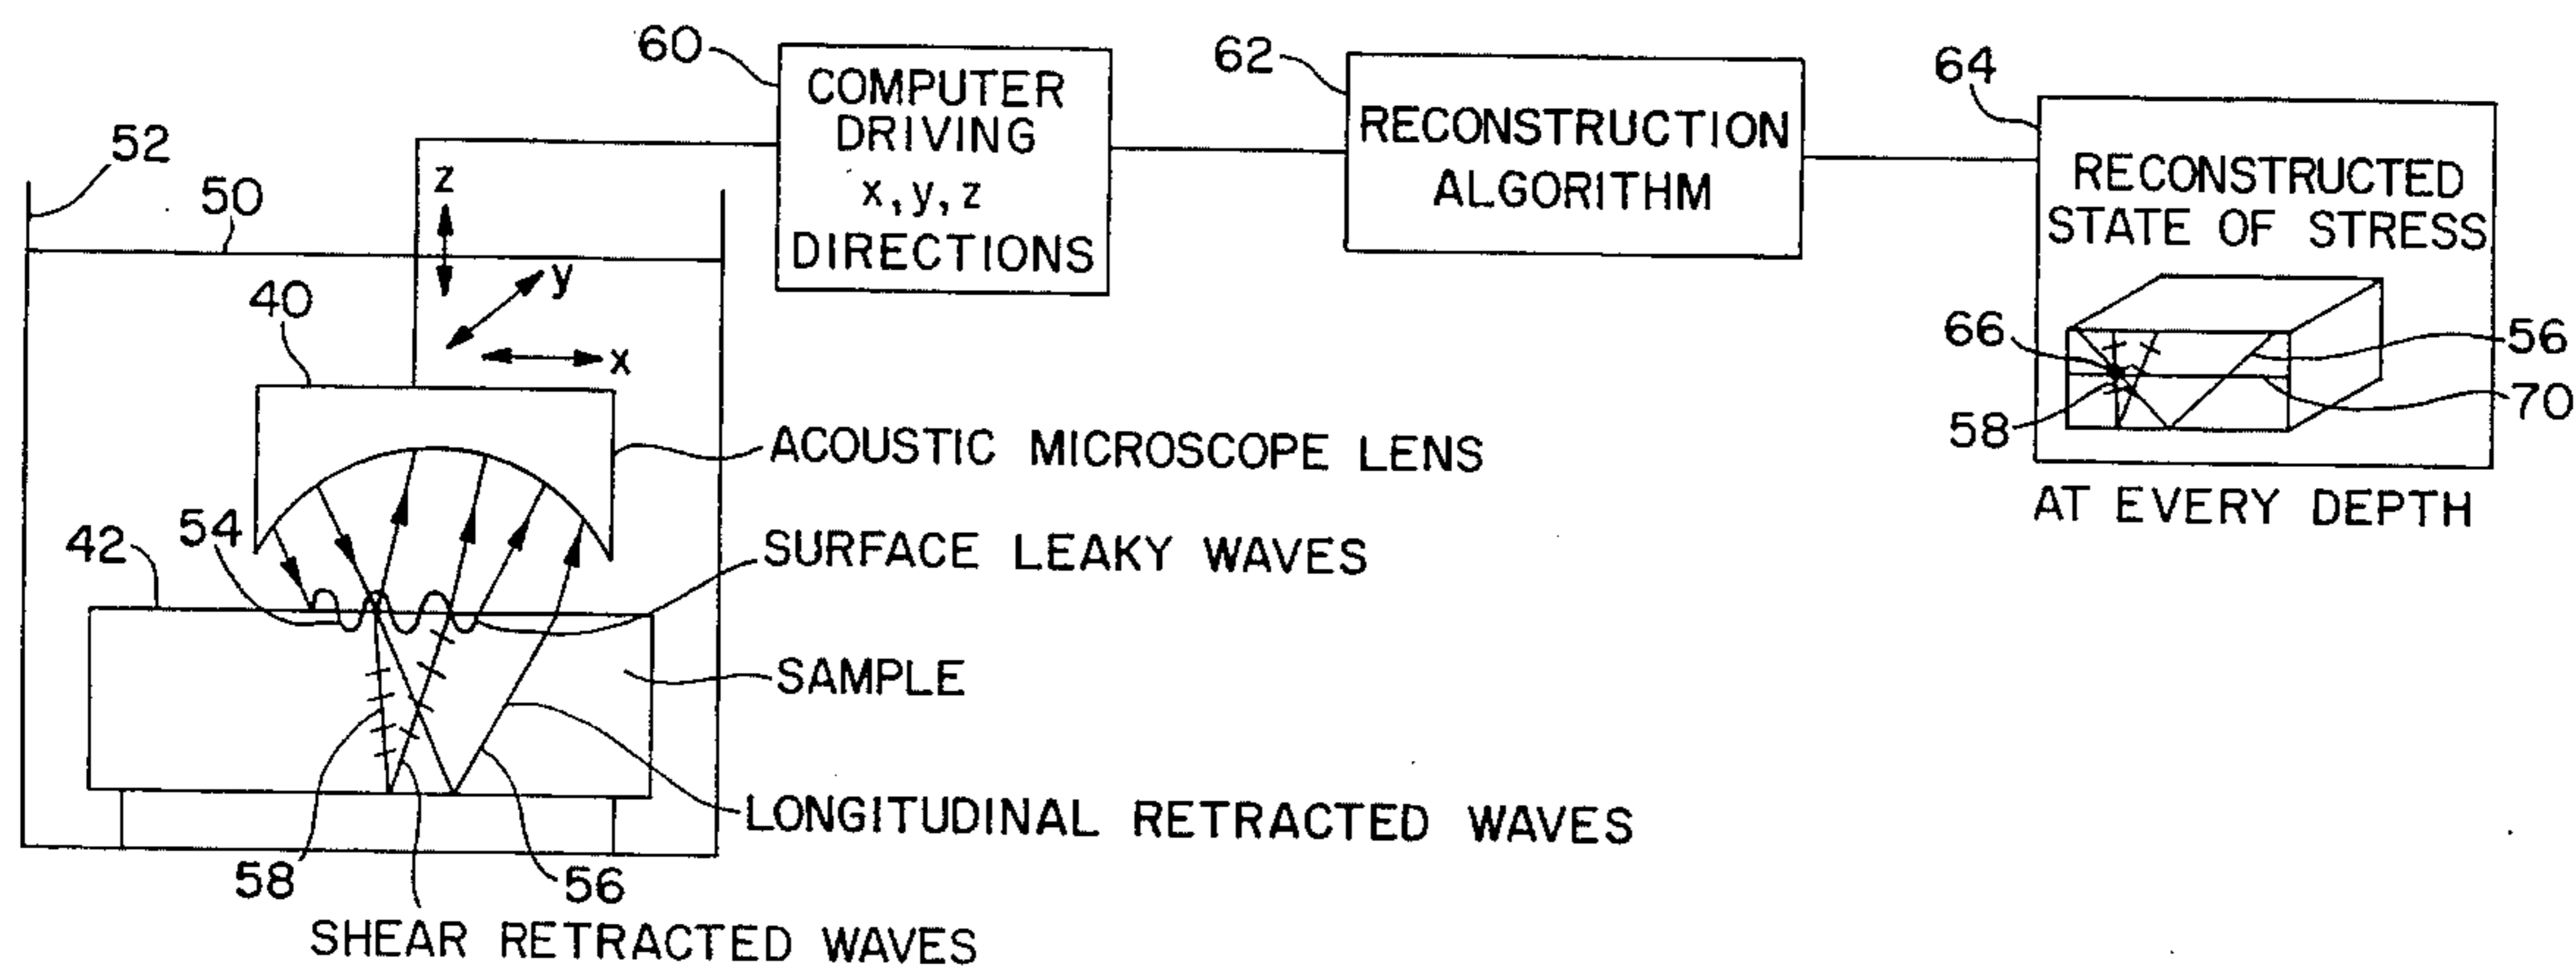 60
COMPUTER
DRIVING
x, y, z
DIRECTIONS
62
RECONSTRUCTION
ALGORITHM
64
RECONSTRUCTED
STATE OF STRESS
66
56
58
70
AT EVERY DEPTH
52
50
z
y
x
40
ACOUSTIC MICROSCOPE LENS
54
42
SURFACE LEAKY WAVES
SAMPLE
LONGITUDINAL RETRACTED WAVES
58
56
SHEAR RETRACTED WAVES